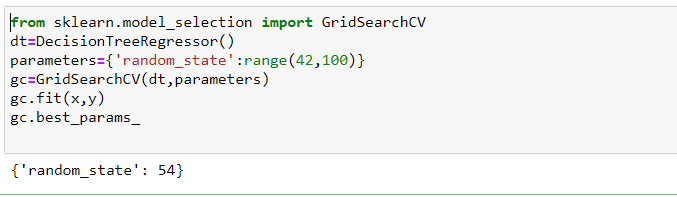 from sklearn.model_selection import GridSearchCV
dt=DecisionTreeRegressor()
parameters={'random_state':range(42,100)}
gc=GridSearchCV(dt,parameters)
gc.fit(x,y)
gc.best_params_
{'random_state': 54}